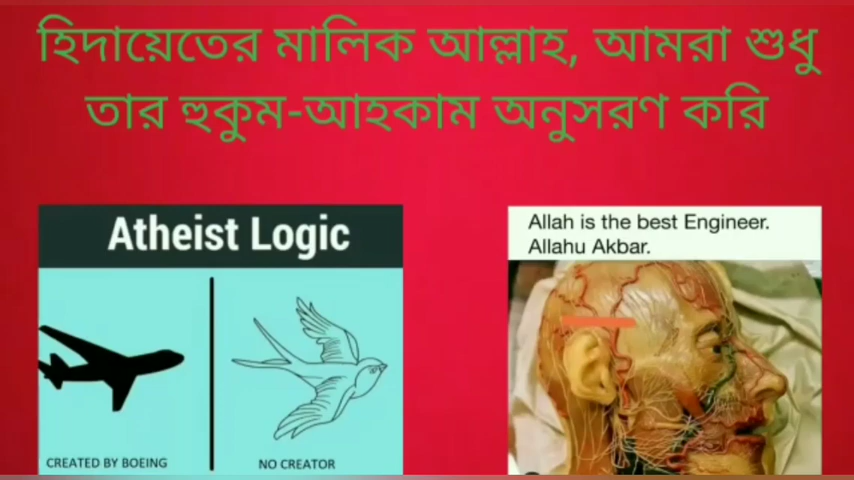 হিদায়েতের মালিক আল্লাহ, আমরা শুধু
তার হুকুম-আহকাম অনুসরণ করি
Atheist Logic
CREATED BY BOEING
NO CREATOR
Allah is the best Engineer.
Allahu Akbar.